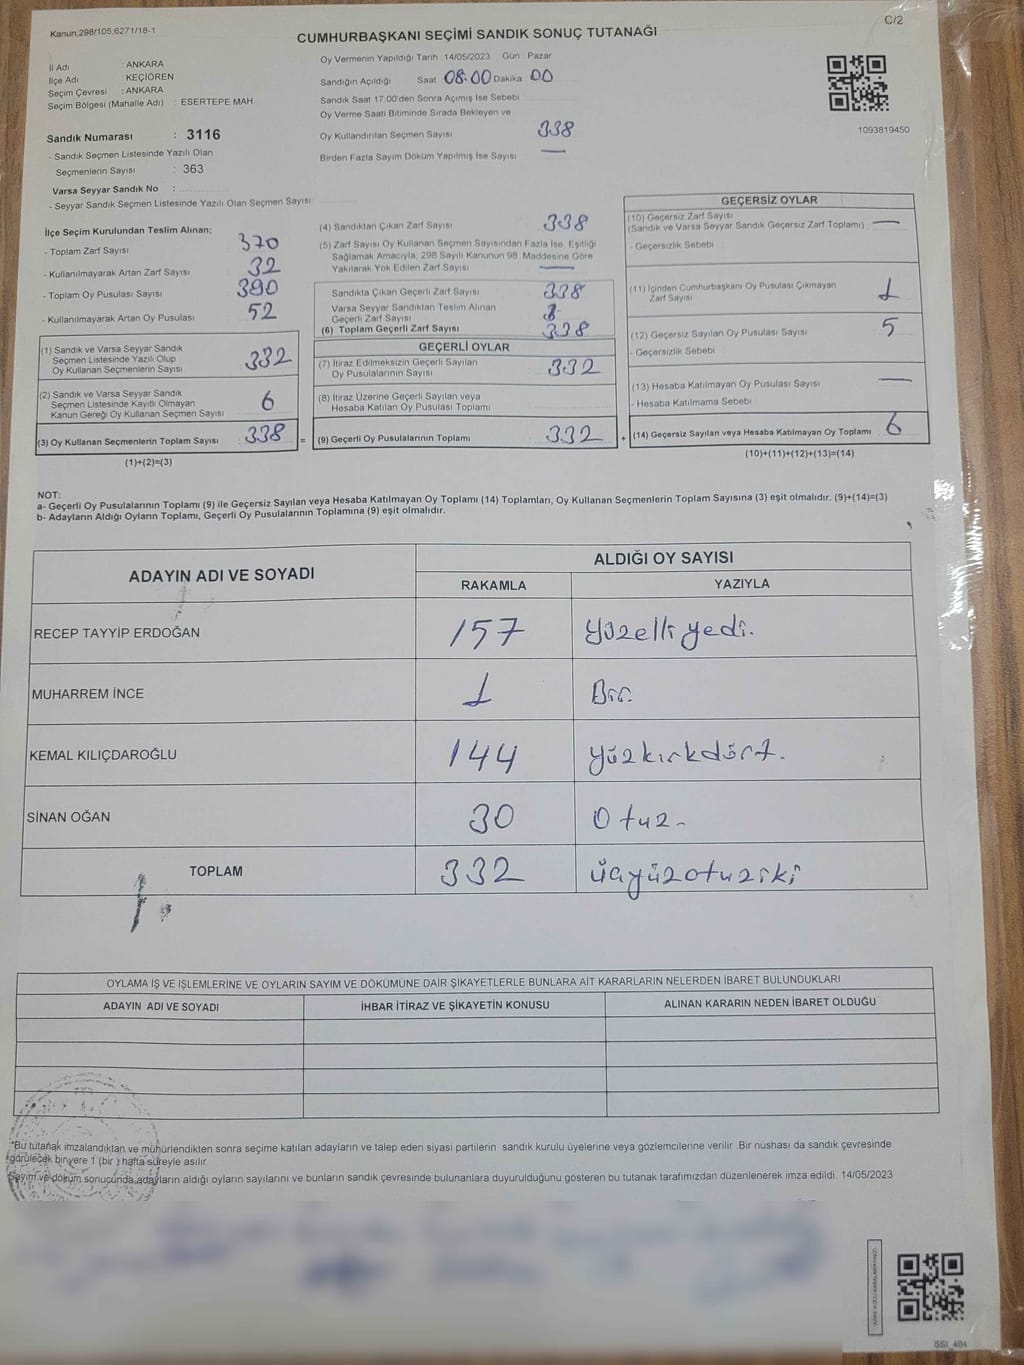 Kanun;298/105,6271/18-1
C/2
CUMHURBAŞKANI SEÇİMİ SANDIK SONUÇ TUTANAĞI
İl Adı : ANKARA
İlçe Adı : KEÇİÖREN
Seçim Çevresi : ANKARA
Seçim Bölgesi (Mahalle Adı) : ESERTEPE MAH
Sandık Numarası : 3116
- Sandık Seçmen Listesinde Yazılı Olan
Seçmenlerin Sayısı : 363
Varsa Seyyar Sandık No :
- Seyyar Sandık Seçmen Listesinde Yazılı Olan Seçmen Sayısı:
Oy Vermenin Yapıldığı Tarih :14/05/2023 Gün : Pazar
Sandığın Açıldığı Saat 08:00 Dakika 00
Sandık Saat 17.00'den Sonra Açımış İse Sebebi
Oy Verme Saati Bitiminde Sırada Bekleyen ve
Oy Kullandırılan Seçmen Sayısı 338
Birden Fazla Sayım Döküm Yapılmış İse Sayısı : —
1093819450
İlçe Seçim Kurulundan Teslim Alınan;
- Toplam Zarf Sayısı 370
- Kullanılmayarak Artan Zarf Sayısı 32
- Toplam Oy Pusulası Sayısı 390
- Kullanılmayarak Artan Oy Pusulası 52
(1) Sandık ve Varsa Seyyar Sandık
Seçmen Listesinde Yazılı Olup
Oy Kullanan Seçmenlerin Sayısı 332
(2) Sandık ve Varsa Seyyar Sandık
Seçmen Listesinde Kayıtlı Olmayan
Kanun Gereği Oy Kullanan Seçmen Sayısı 6
(3) Oy Kullanan Seçmenlerin Toplam Sayısı 338 =
(1)+(2)=(3)
(4) Sandıktan Çıkan Zarf Sayısı 338
(5) Zarf Sayısı Oy Kullanan Seçmen Sayısından Fazla İse, Eşitliği
Sağlamak Amacıyla; 298 Sayılı Kanunun 98. Maddesine Göre
Yakılarak Yok Edilen Zarf Sayısı —
Sandıkta Çıkan Geçerli Zarf Sayısı 338
Varsa Seyyar Sandıktan Teslim Alınan
Geçerli Zarf Sayısı
(6) Toplam Geçerli Zarf Sayısı 338
GEÇERLİ OYLAR
(7) İtiraz Edilmeksizin Geçerli Sayılan
Oy Pusulalarının Sayısı 332
(8) İtiraz Üzerine Geçerli Sayılan veya
Hesaba Katılan Oy Pusulası Toplamı
(9) Geçerli Oy Pusulalarının Toplamı 332 +
GEÇERSİZ OYLAR
(10) Geçersiz Zarf Sayısı
(Sandık ve Varsa Seyyar Sandık Geçersiz Zarf Toplamı) —
- Geçersizlik Sebebi
(11) İçinden Cumhurbaşkanı Oy Pusulası Çıkmayan
Zarf Sayısı 1
(12) Geçersiz Sayılan Oy Pusulası Sayısı 5
- Geçersizlik Sebebi
(13) Hesaba Katılmayan Oy Pusulası Sayısı —
- Hesaba Katılmama Sebebi
(14) Geçersiz Sayılan veya Hesaba Katılmayan Oy Toplamı 6
(10)+(11)+(12)+(13)=(14)
NOT:
a- Geçerli Oy Pusulalarının Toplamı (9) ile Geçersiz Sayılan veya Hesaba Katılmayan Oy Toplamı (14) Toplamları, Oy Kullanan Seçmenlerin Toplam Sayısına (3) eşit olmalıdır. (9)+(14)=(3)
b- Adayların Aldığı Oyların Toplamı, Geçerli Oy Pusulalarının Toplamına (9) eşit olmalıdır.
ADAYIN ADI VE SOYADI
ALDIĞI OY SAYISI
RAKAMLA YAZIYLA
RECEP TAYYİP ERDOĞAN 157 yüzelli yedi.
MUHARREM İNCE 1 Bir.
KEMAL KILIÇDAROĞLU 144 yüzkırkdört.
SİNAN OĞAN 30 Otuz-
TOPLAM 332 üçyüzotuziki
OYLAMA İŞ VE İŞLEMLERİNE VE OYLARIN SAYIM VE DÖKÜMÜNE DAİR ŞİKAYETLERLE BUNLARA AİT KARARLARIN NELERDEN İBARET BULUNDUKLARI
ADAYIN ADI VE SOYADI İHBAR İTİRAZ VE ŞİKAYETİN KONUSU ALINAN KARARIN NEDEN İBARET OLDUĞU
*Bu tutanak imzalandıktan ve mühürlendikten sonra seçime katılan adayların ve talep eden siyasi partilerin sandık kurulu üyelerine veya gözlemcilerine verilir. Bir nüshası da sandık çevresinde
görülecek bir yere 1 (bir ) hafta süreyle asılır.
Sayım ve döküm sonucunda,adayların aldığı oyların sayılarını ve bunların sandık çevresinde bulunanlara duyurulduğunu gösteren bu tutanak tarafımızdan düzenlenerek imza edildi. 14/05/2023
SSI_404